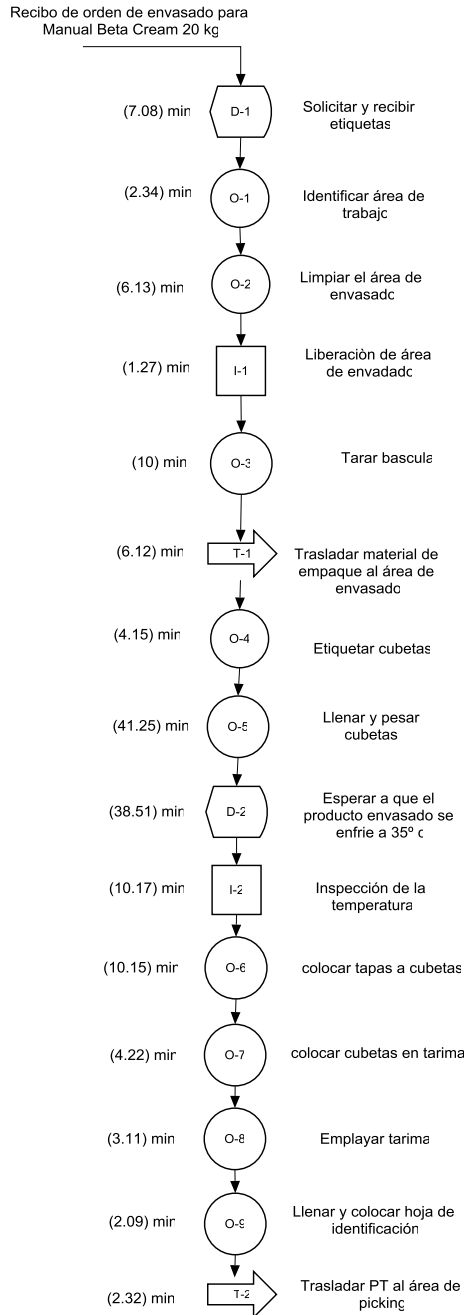 Recibo de orden de envasado para
Manual Beta Cream 20 kg
(7.08) min
D-1
Solicitar y recibir
etiquetas
(2.34) min
O-1
Identificar área de
trabajo
(6.13) min
O-2
Limpiar el área de
envasado
(1.27) min
I-1
Liberaciòn de área
de envadado
(10) min
O-3
Tarar bascula
(6.12) min
T-1
Trasladar material de
empaque al área de
envasado
(4.15) min
O-4
Etiquetar cubetas
(41.25) min
O-5
Llenar y pesar
cubetas
(38.51) min
D-2
Esperar a que el
producto envasado se
enfrie a 35º c
(10.17) min
I-2
Inspección de la
temperatura
(10.15) min
O-6
colocar tapas a cubetas
(4.22) min
O-7
colocar cubetas en tarima
(3.11) min
O-8
Emplayar tarima
(2.09) min
O-9
Llenar y colocar hoja de
identificación
(2.32) min
T-2
Trasladar PT al área de
picking